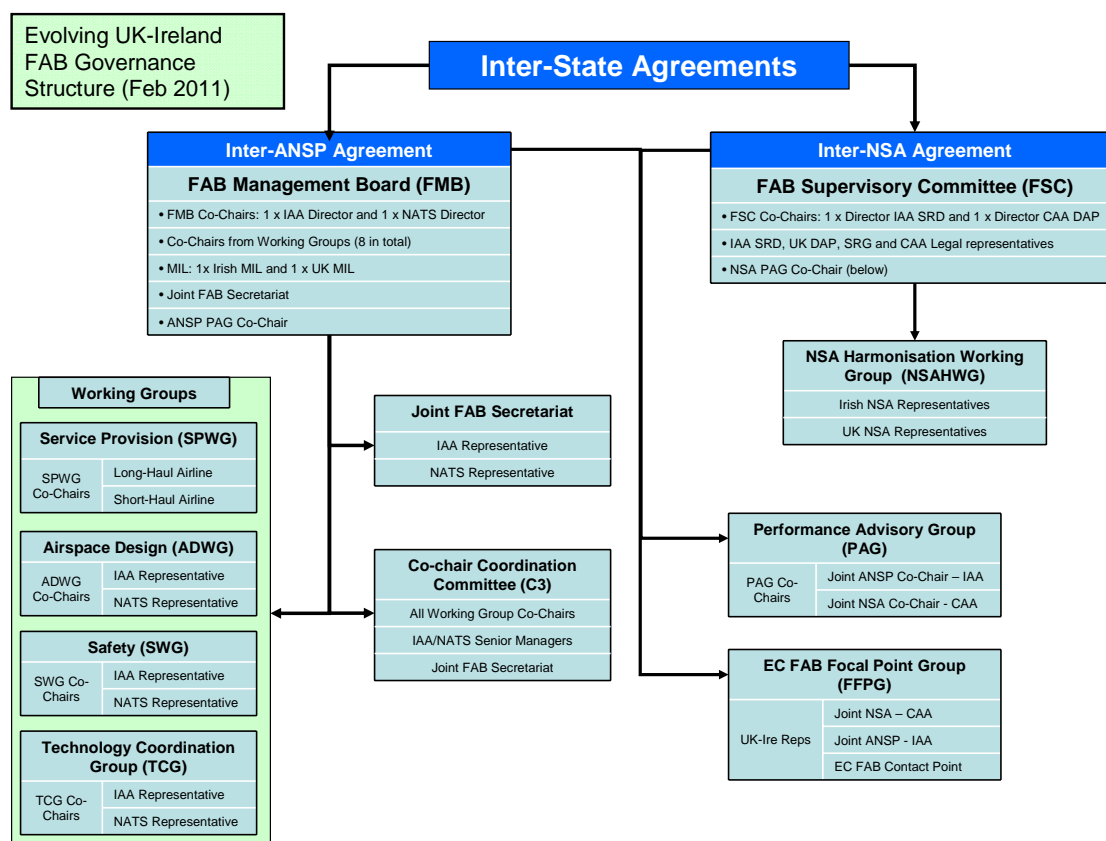 Evolving UK-Ireland
FAB Governance
Structure (Feb 2011)
Inter-State Agreements
Inter-ANSP Agreement
FAB Management Board (FMB)
• FMB Co-Chairs: 1 x IAA Director and 1 x NATS Director
• Co-Chairs from Working Groups (8 in total)
• MIL: 1x Irish MIL and 1 x UK MIL
• Joint FAB Secretariat
• ANSP PAG Co-Chair
Inter-NSA Agreement
FAB Supervisory Committee (FSC)
• FSC Co-Chairs: 1 x Director IAA SRD and 1 x Director CAA DAP
• IAA SRD, UK DAP, SRG and CAA Legal representatives
• NSA PAG Co-Chair (below)
NSA Harmonisation Working
Group (NSAHWG)
Irish NSA Representatives
UK NSA Representatives
Working Groups
Service Provision (SPWG)
SPWG
Co-Chairs
Long-Haul Airline
Short-Haul Airline
Airspace Design (ADWG)
ADWG
Co-Chairs
IAA Representative
NATS Representative
Safety (SWG)
SWG Co-
Chairs
IAA Representative
NATS Representative
Technology Coordination
Group (TCG)
TCG Co-
Chairs
IAA Representative
NATS Representative
Joint FAB Secretariat
IAA Representative
NATS Representative
Co-chair Coordination
Committee (C3)
All Working Group Co-Chairs
IAA/NATS Senior Managers
Joint FAB Secretariat
Performance Advisory Group
(PAG)
PAG Co-
Chairs
Joint ANSP Co-Chair – IAA
Joint NSA Co-Chair - CAA
EC FAB Focal Point Group
(FFPG)
UK-Ire Reps
Joint NSA – CAA
Joint ANSP - IAA
EC FAB Contact Point